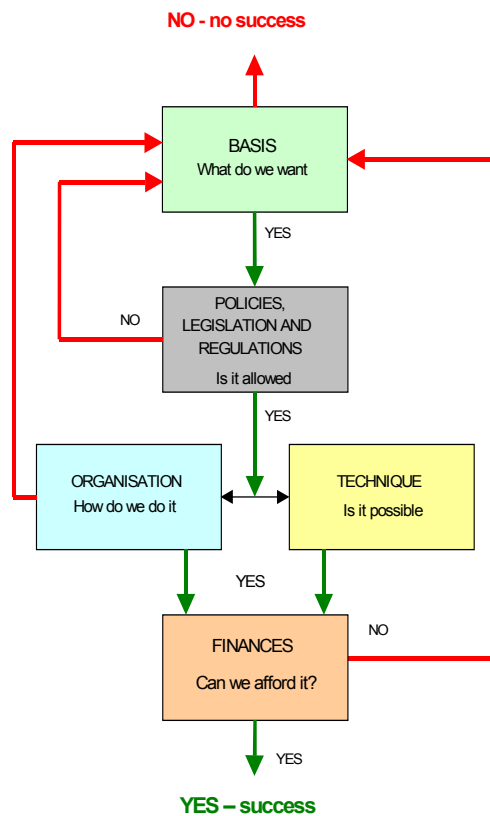 NO - no success
BASIS
What do we want
YES
POLICIES,
LEGISLATION AND
REGULATIONS
Is it allowed
NO
YES
ORGANISATION
How do we do it
TECHNIQUE
Is it possible
YES
FINANCES
Can we afford it?
NO
YES
YES – success